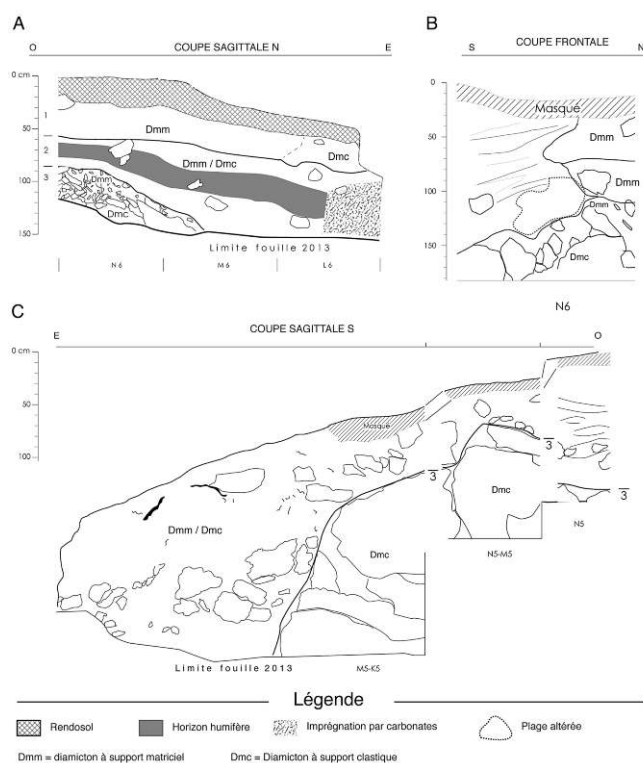 A
O COUPE SAGITTALE N E
0 cm
1
50
2
3
100
150
Dmm
Dmc
Dmm / Dmc
Dmm
Dmc
Limite fouille 2013
N6 M6 L6
B
COUPE FRONTALE
S N
0
50
100
150
Masqué
Dmm
Dmm
Dmm
Dmc
N6
C
COUPE SAGITTALE S
E O
0 cm
50
100
Masqué
3
3
3
Dmm / Dmc
Dmc
Dmc
N5
N5-M5
Limite fouille 2013
M5-K5
Légende
Rendosol Horizon humifère Imprégnation par carbonates Plage altérée
Dmm = diamicton à support matriciel Dmc = Diamicton à support clastique